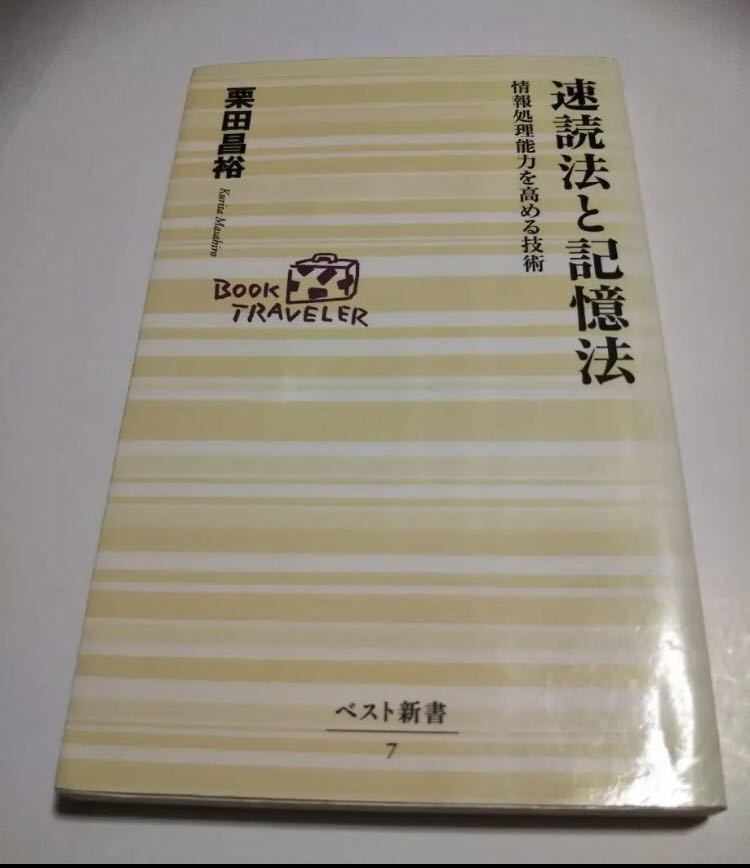 速読法と記憶法
情報処理能力を高める技術
栗田昌裕
Kurita Masahiro
BOOK
TRAVELER
ベスト新書
7